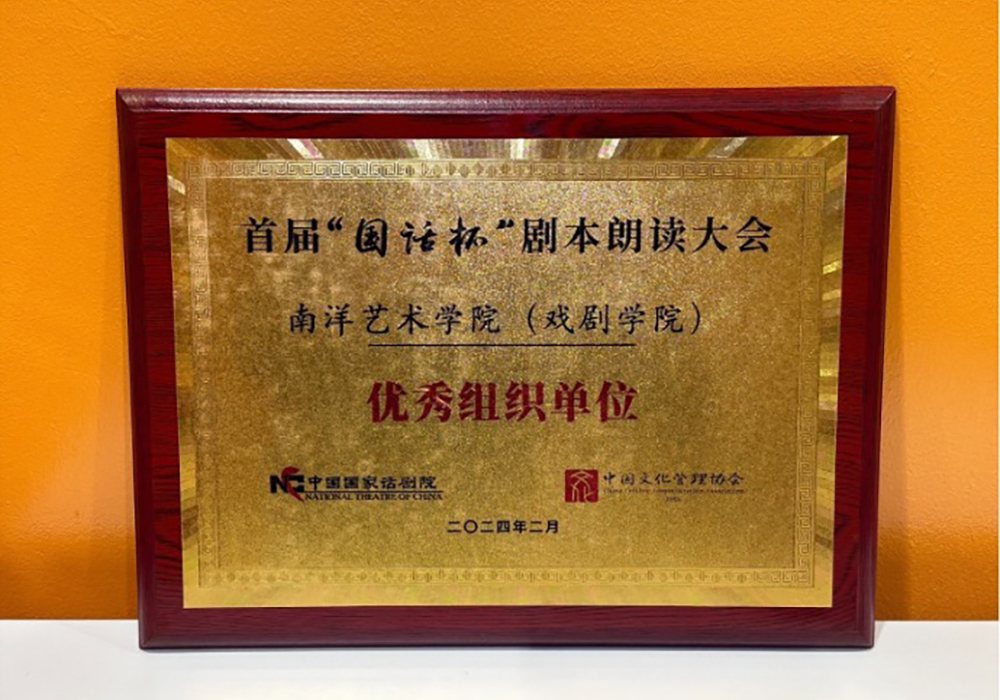 首届“国话杯”剧本朗读大会
南洋艺术学院（戏剧学院）
优秀组织单位
中国国家话剧院
NATIONAL THEATRE OF CHINA
中国文化管理协会
二〇二四年二月